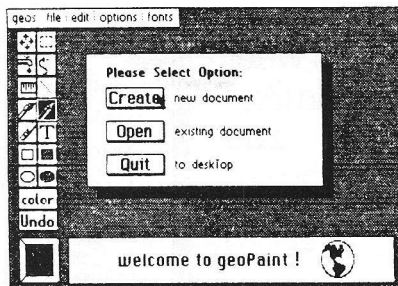 geos file edit options fonts
Please Select Option:
Create new document
Open existing document
Quit to deskTop
T
color
Undo
welcome to geoPaint !